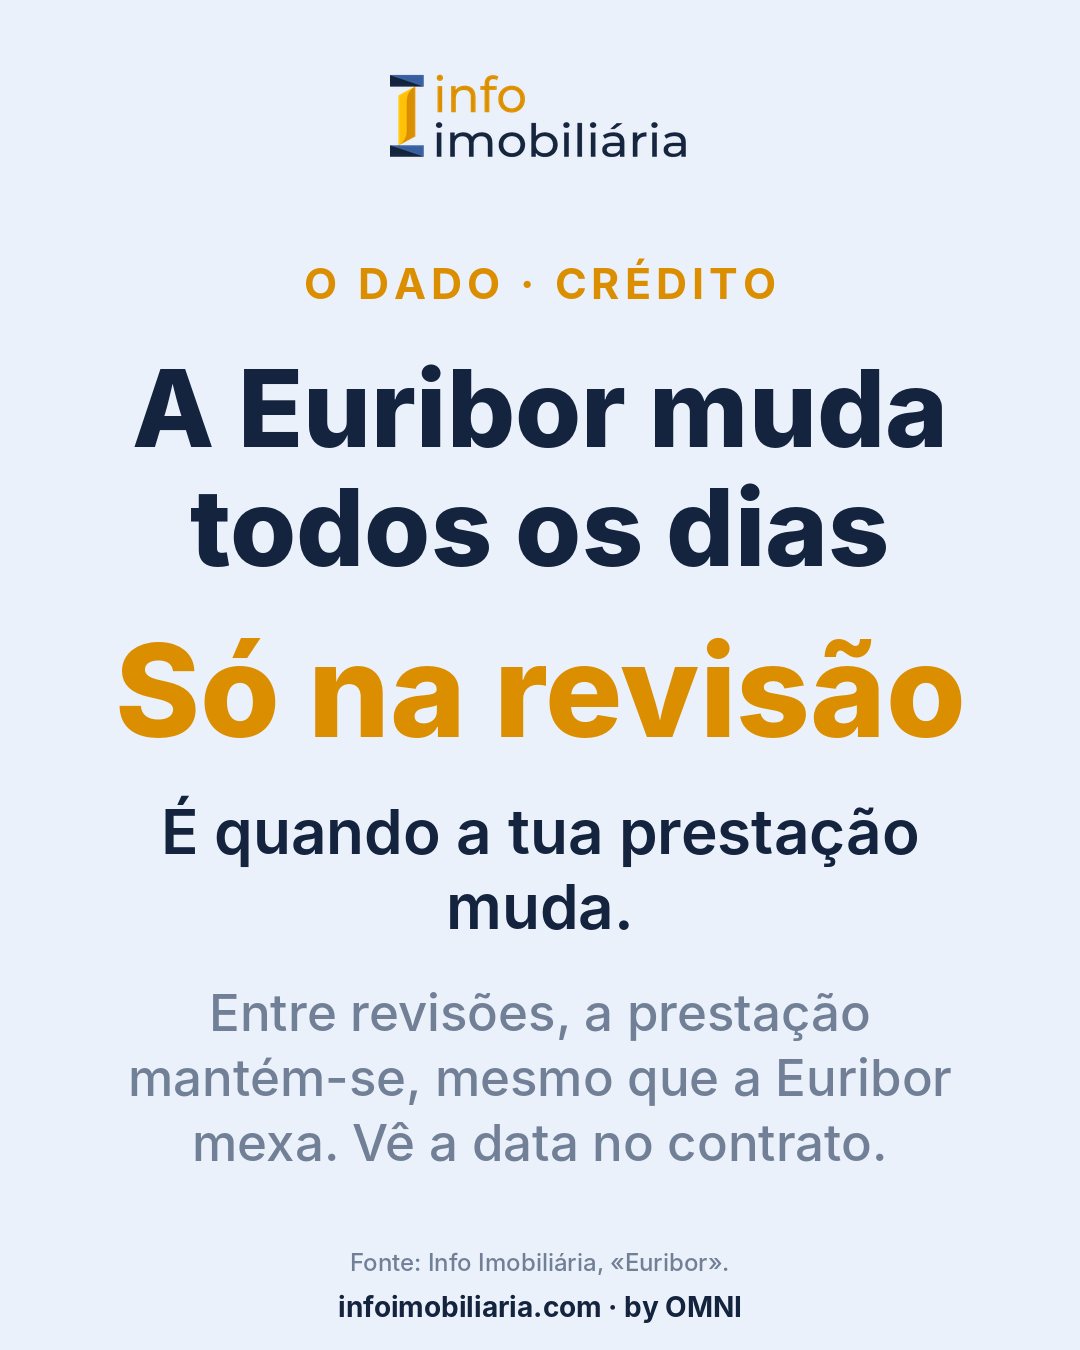 info
imobiliária
O DADO · CRÉDITO
A Euribor muda
todos os dias
Só na revisão
É quando a tua prestação
muda.
Entre revisões, a prestação
mantém-se, mesmo que a Euribor
mexa. Vê a data no contrato.
Fonte: Info Imobiliária, «Euribor».
infoimobiliaria.com · by OMNI